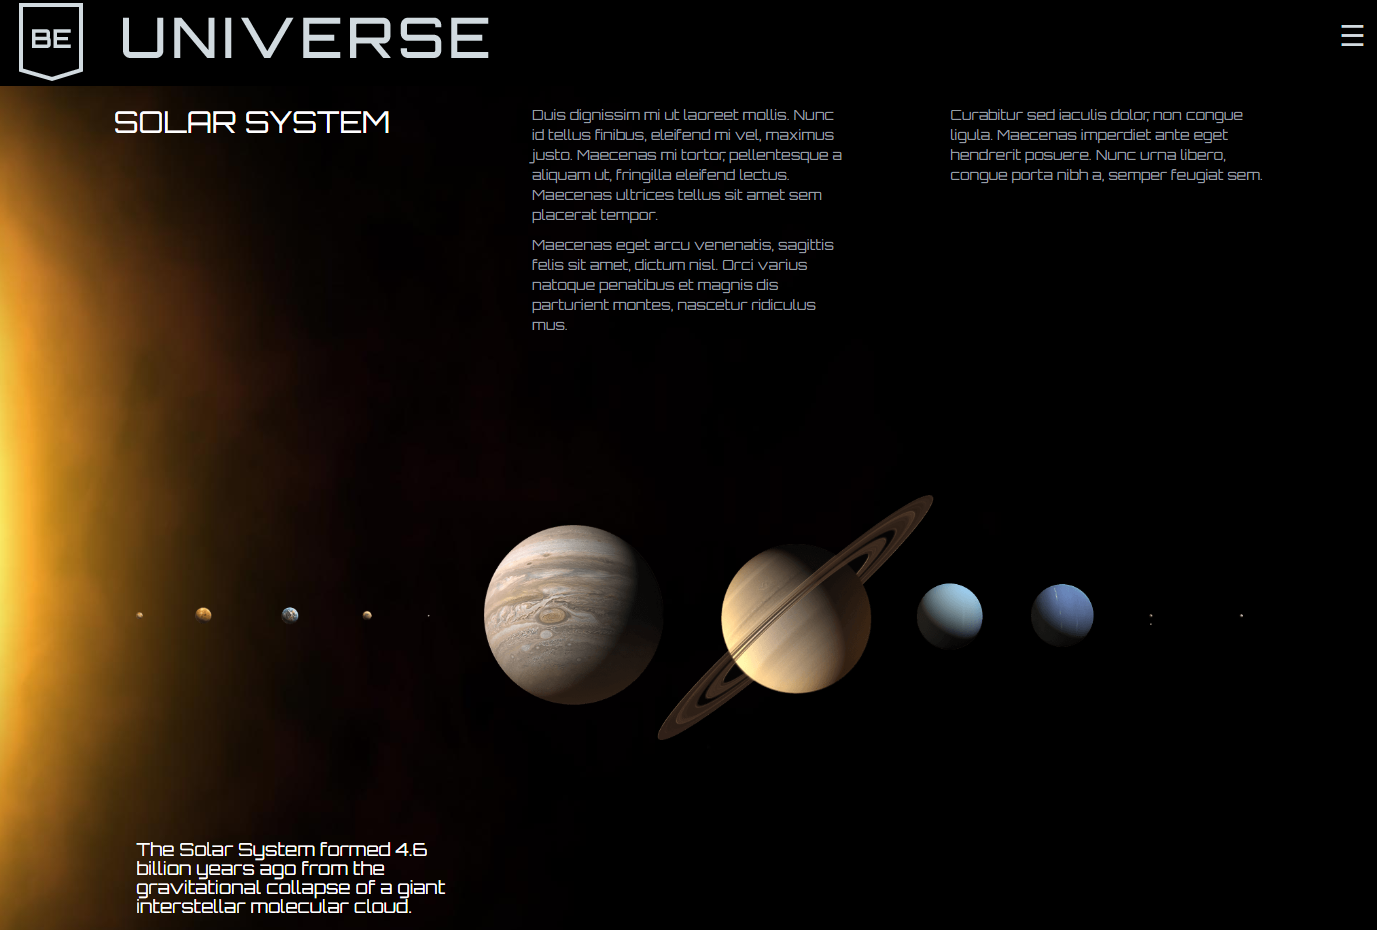 BE
UNIVERSE
☰
SOLAR SYSTEM
Duis dignissim mi ut laoreet mollis. Nunc
id tellus finibus, eleifend mi vel, maximus
justo. Maecenas mi tortor, pellentesque a
aliquam ut, fringilla eleifend lectus.
Maecenas ultrices tellus sit amet sem
placerat tempor.
Maecenas eget arcu venenatis, sagittis
felis sit amet, dictum nisl. Orci varius
natoque penatibus et magnis dis
parturient montes, nascetur ridiculus
mus.
Curabitur sed iaculis dolor, non congue
ligula. Maecenas imperdiet ante eget
hendrerit posuere. Nunc urna libero,
congue porta nibh a, semper feugiat sem.
The Solar System formed 4.6
billion years ago from the
gravitational collapse of a giant
interstellar molecular cloud.